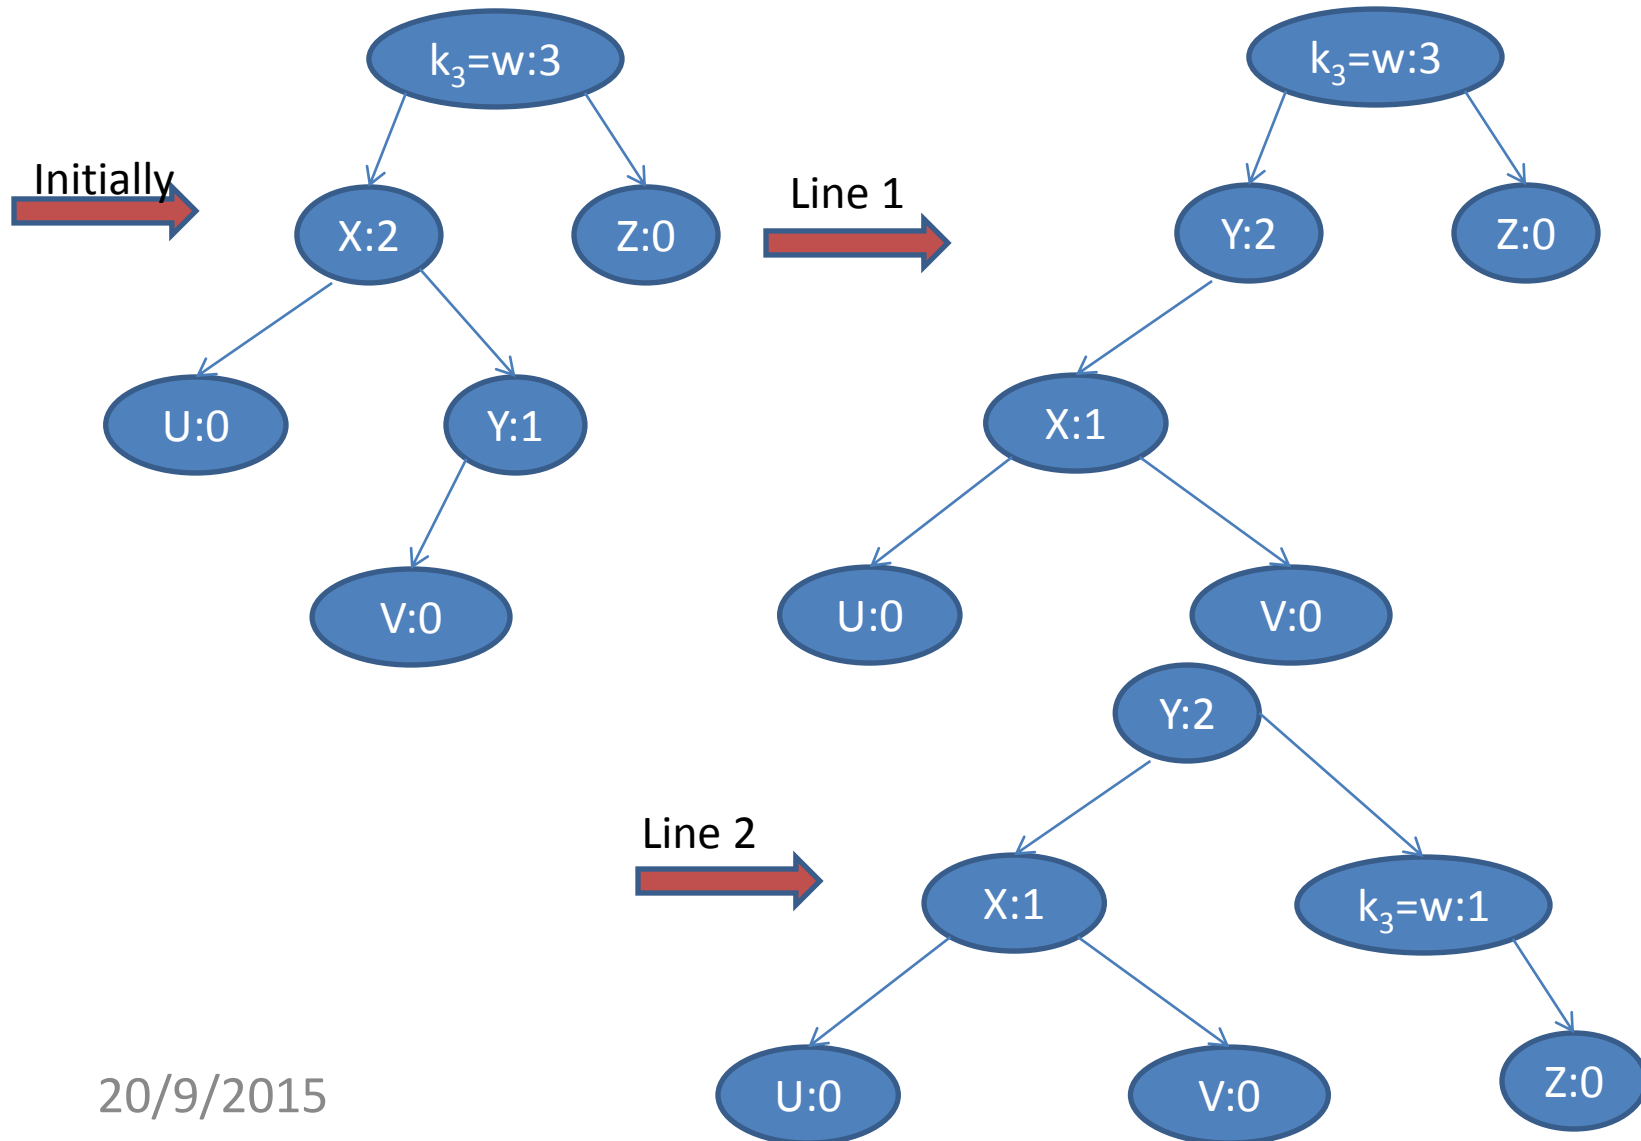 Initially
k₃=w:3
X:2
Z:0
U:0
Y:1
V:0
Line 1
k₃=w:3
Y:2
Z:0
X:1
U:0
V:0
Line 2
Y:2
X:1
k₃=w:1
U:0
V:0
Z:0
20/9/2015